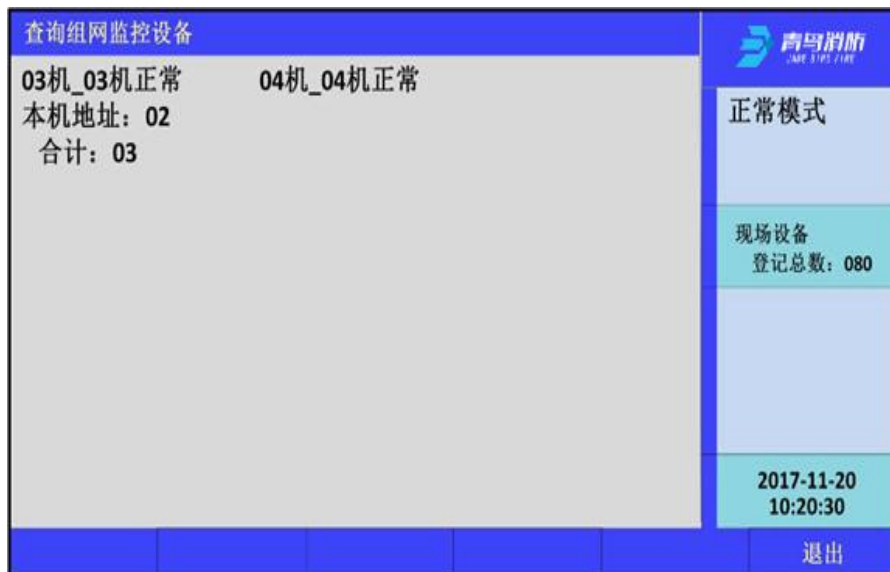 查询组网监控设备
03机_03机正常 04机_04机正常
本机地址：02
合计：03
青鸟消防
JADE BIRD FIRE
正常模式
现场设备
登记总数：080
2017-11-20
10:20:30
退出